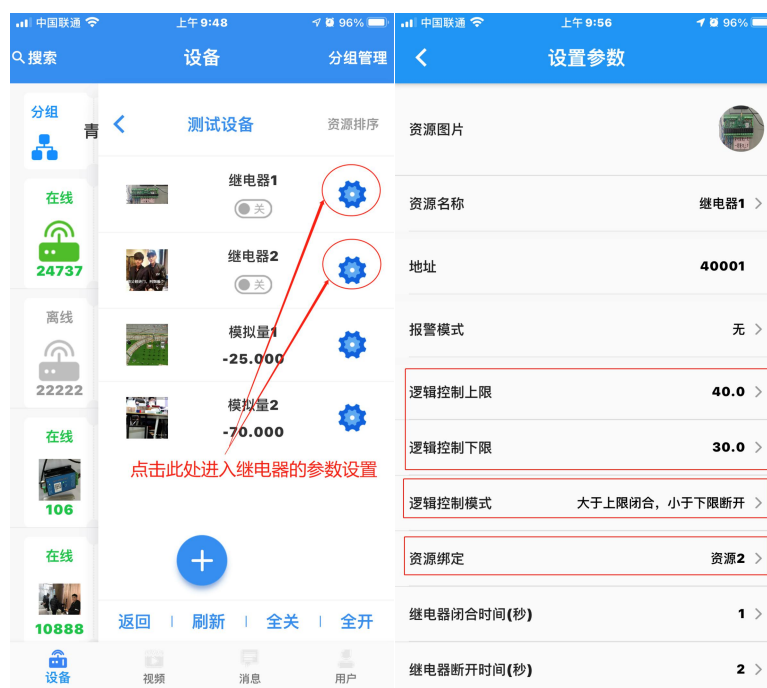 中国联通
上午9:48
96%
搜索
设备
分组管理
分组
青
在线
24737
离线
22222
在线
106
在线
10888
测试设备
资源排序
继电器1
关
继电器2
关
模拟量1
-25.000
模拟量2
-70.000
点击此处进入继电器的参数设置
返回
刷新
全关
全开
设备
视频
消息
用户
中国联通
上午9:56
96%
设置参数
资源图片
资源名称 继电器1
地址 40001
报警模式 无
逻辑控制上限 40.0
逻辑控制下限 30.0
逻辑控制模式 大于上限闭合，小于下限断开
资源绑定 资源2
继电器闭合时间(秒) 1
继电器断开时间(秒) 2